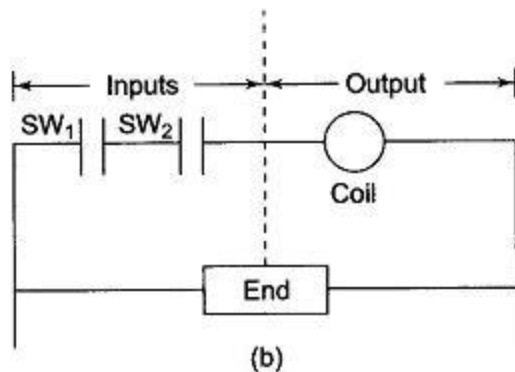 Inputs Output
SW₁ SW₂
Coil
End
(b)